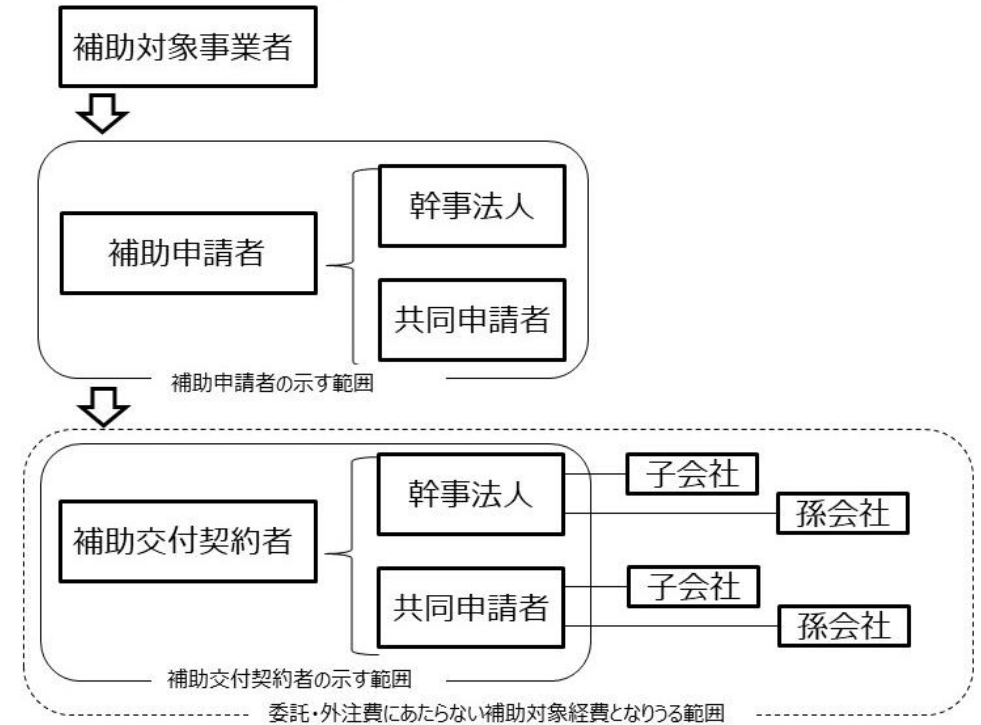 補助対象事業者
補助申請者
幹事法人
共同申請者
補助申請者の示す範囲
補助交付契約者
幹事法人
子会社
孫会社
共同申請者
子会社
孫会社
補助交付契約者の示す範囲
委託・外注費にあたらない補助対象経費となりうる範囲